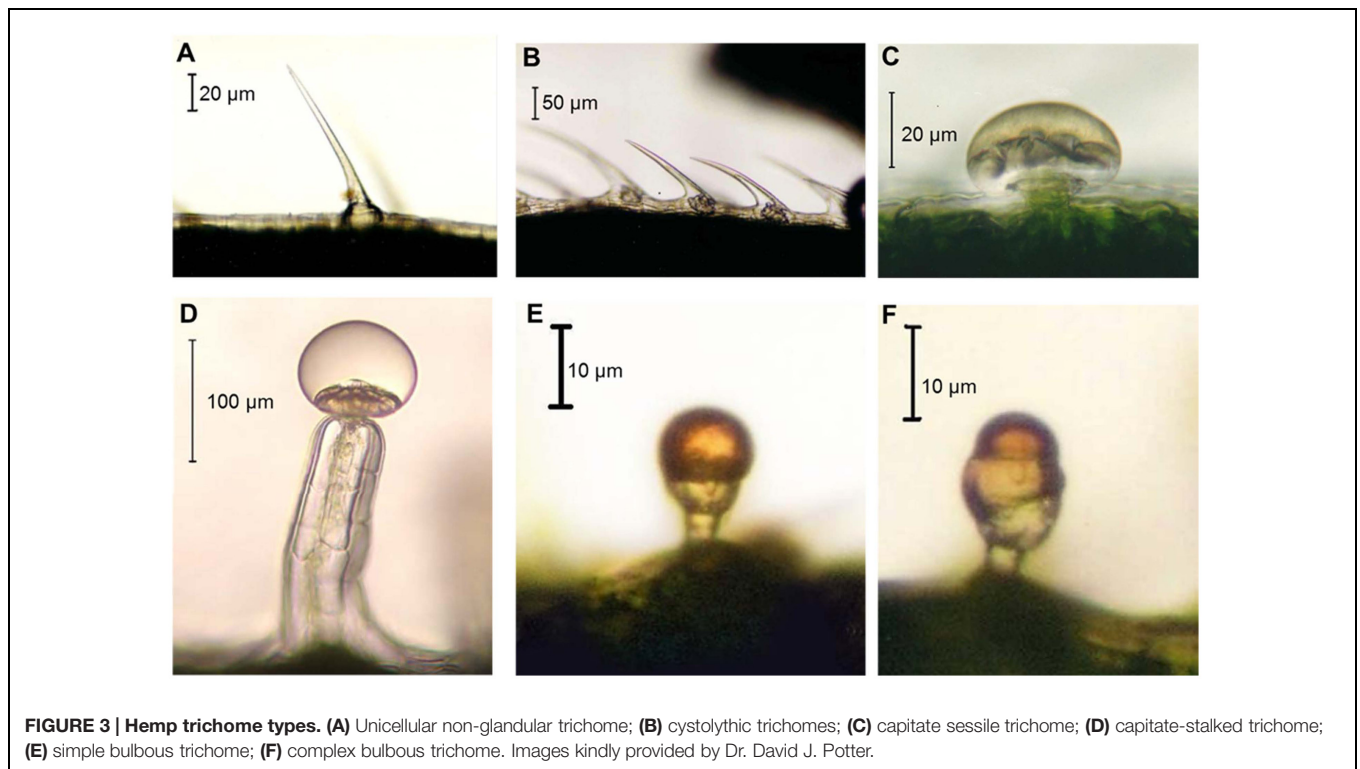 A
20 µm
B
50 µm
C
20 µm
D
100 µm
E
10 µm
F
10 µm
FIGURE 3 | Hemp trichome types. (A) Unicellular non-glandular trichome; (B) cystolythic trichomes; (C) capitate sessile trichome; (D) capitate-stalked trichome;
(E) simple bulbous trichome; (F) complex bulbous trichome. Images kindly provided by Dr. David J. Potter.